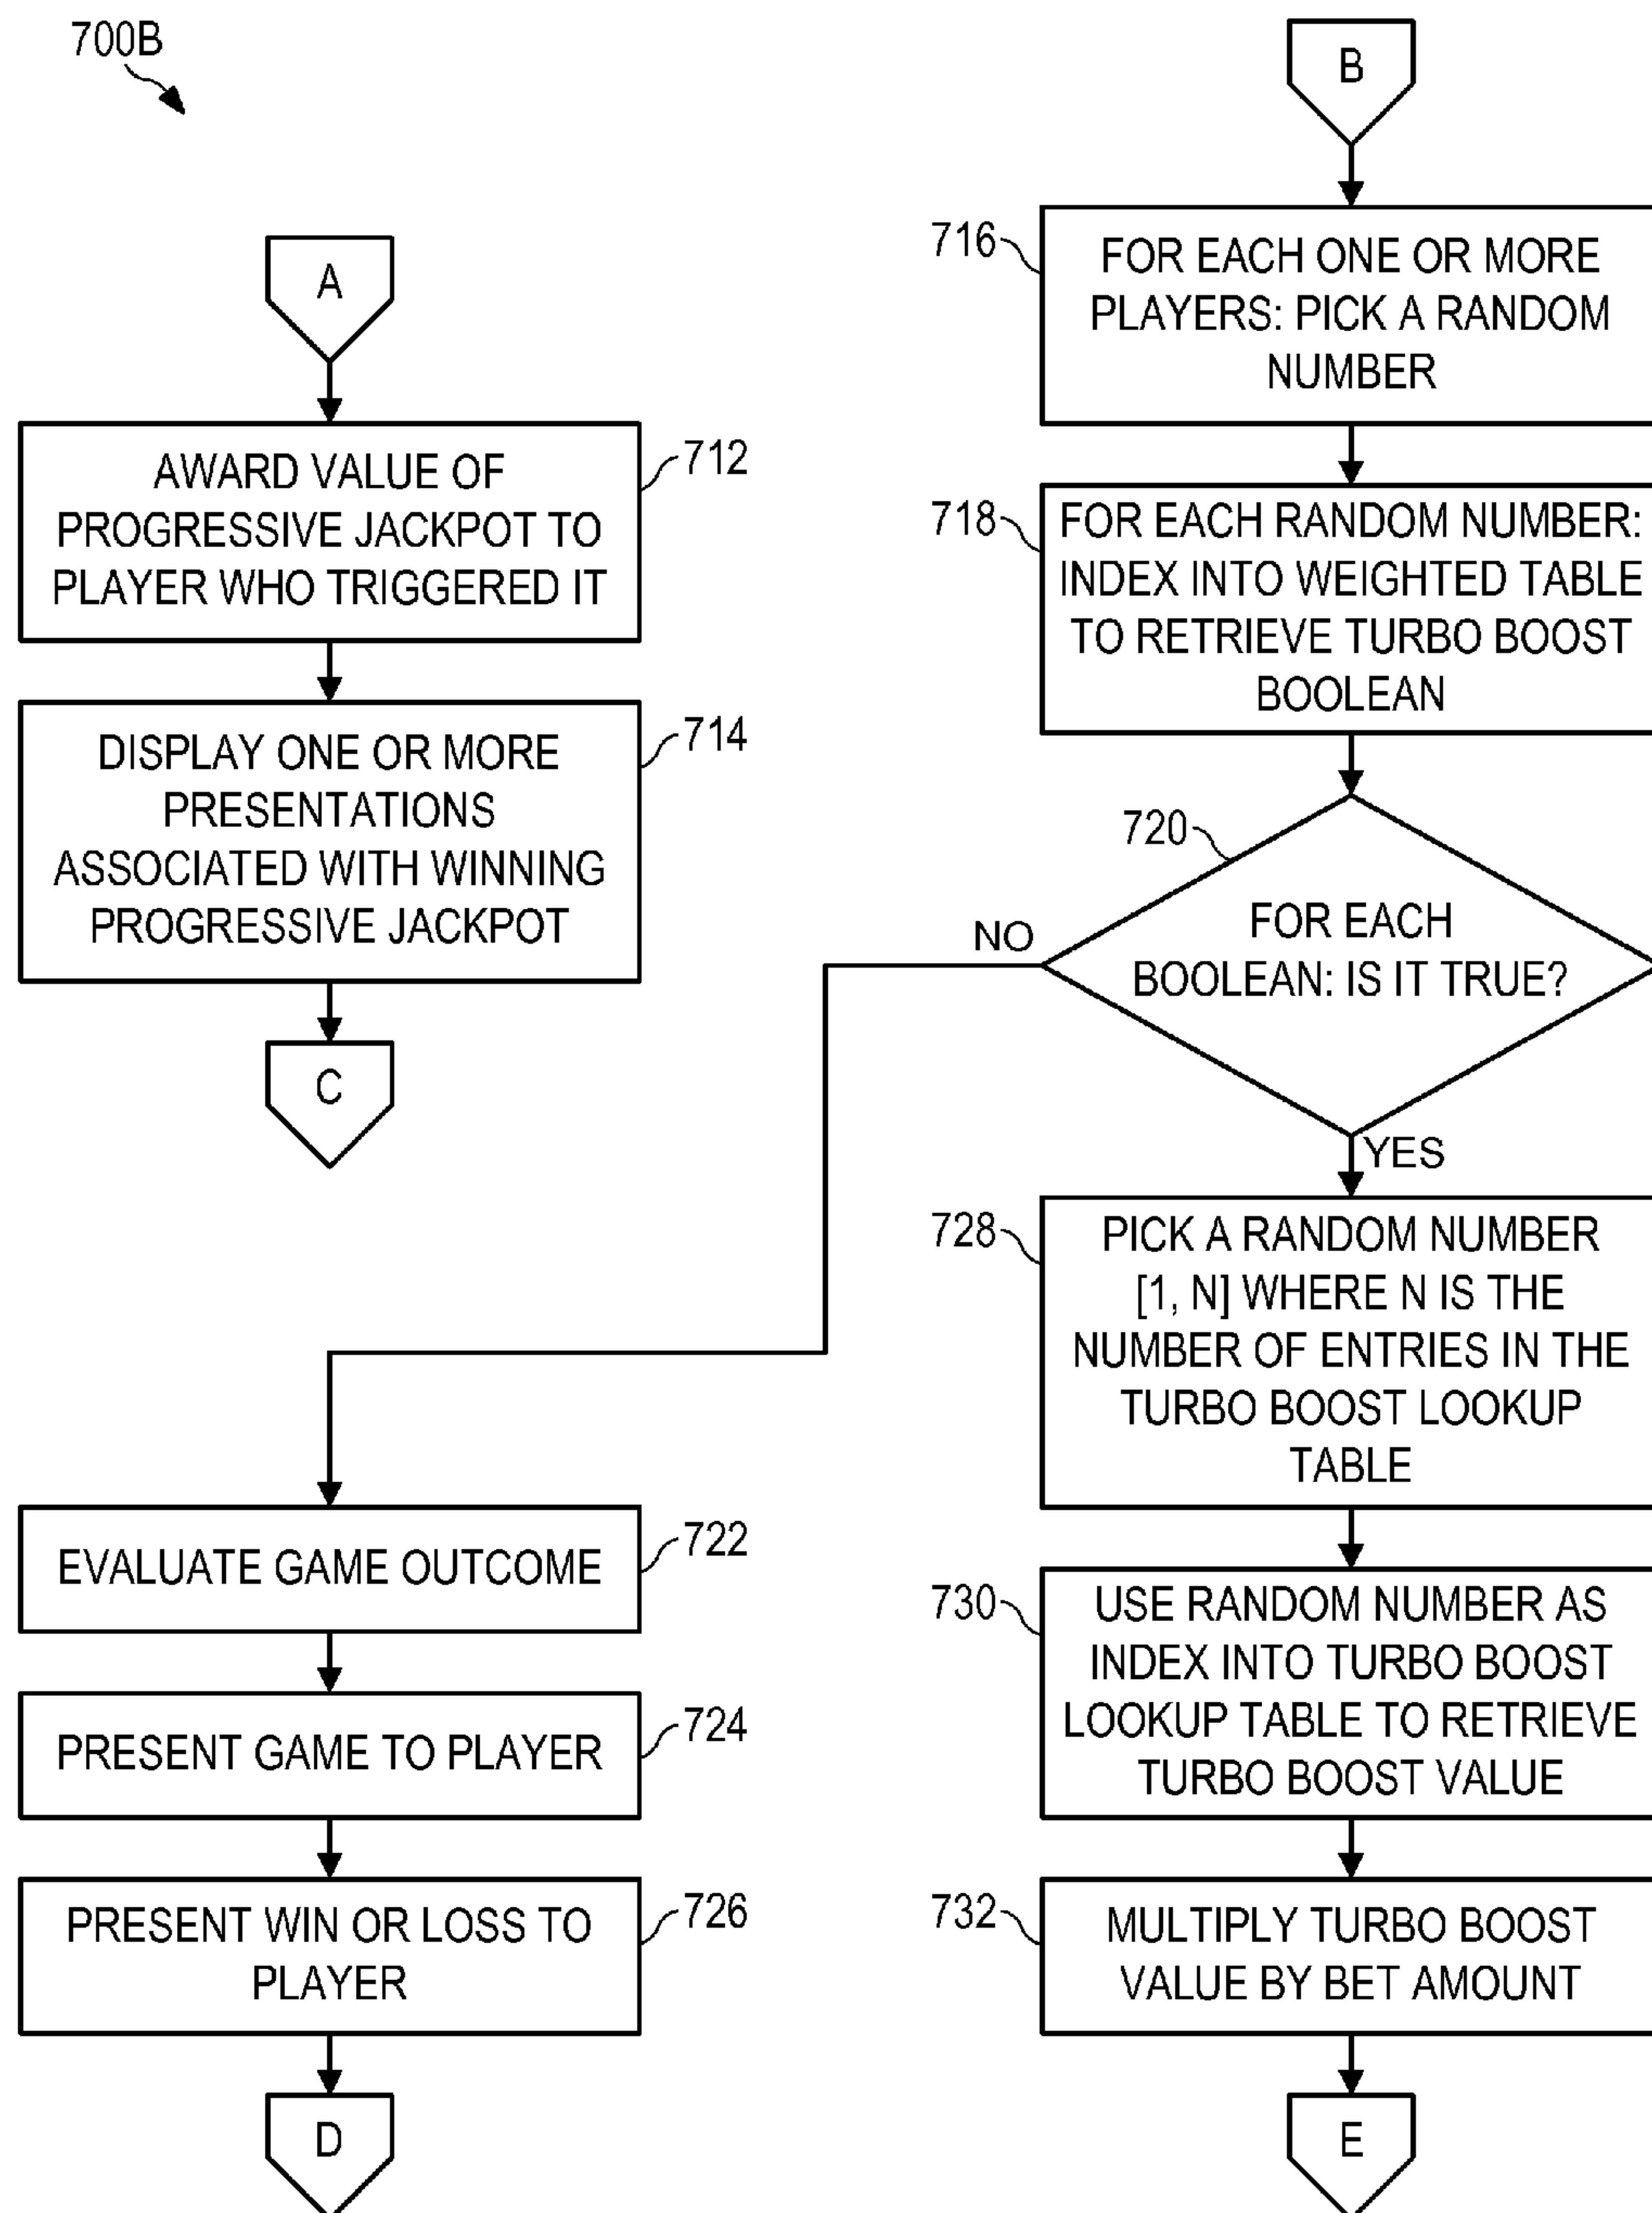 700B
A
AWARD VALUE OF
PROGRESSIVE JACKPOT TO
PLAYER WHO TRIGGERED IT
712
DISPLAY ONE OR MORE
PRESENTATIONS
ASSOCIATED WITH WINNING
PROGRESSIVE JACKPOT
714
C
B
716
FOR EACH ONE OR MORE
PLAYERS: PICK A RANDOM
NUMBER
718
FOR EACH RANDOM NUMBER:
INDEX INTO WEIGHTED TABLE
TO RETRIEVE TURBO BOOST
BOOLEAN
720
FOR EACH
BOOLEAN: IS IT TRUE?
NO
YES
EVALUATE GAME OUTCOME
722
PRESENT GAME TO PLAYER
724
PRESENT WIN OR LOSS TO
PLAYER
726
D
728
PICK A RANDOM NUMBER
[1, N] WHERE N IS THE
NUMBER OF ENTRIES IN THE
TURBO BOOST LOOKUP
TABLE
730
USE RANDOM NUMBER AS
INDEX INTO TURBO BOOST
LOOKUP TABLE TO RETRIEVE
TURBO BOOST VALUE
732
MULTIPLY TURBO BOOST
VALUE BY BET AMOUNT
E